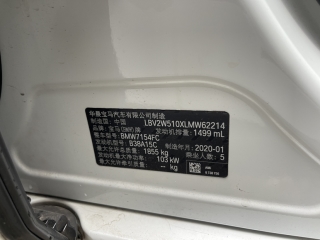 华晨宝马汽车有限公司制造
制造国：中国 LBV2W510XLMW62214
品牌：宝马(BMW)牌 发动机排量：1499 mL
整车型号：BMW7154FC
发动机型号：B38A15C 制造年月：2020-01
最大允许总质量：1855 kg 乘坐人数：5
发动机最大净功率：103 kW
- kg